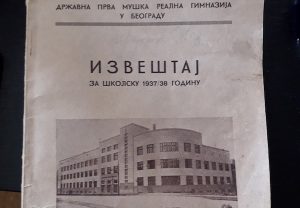 ДРЖАВНА ПРВА МУШКА РЕАЛНА ГИМНАЗИЈА
У БЕОГРАДУ
ИЗВЕШТАЈ
ЗА ШКОЛСКУ 1937/38 ГОДИНУ